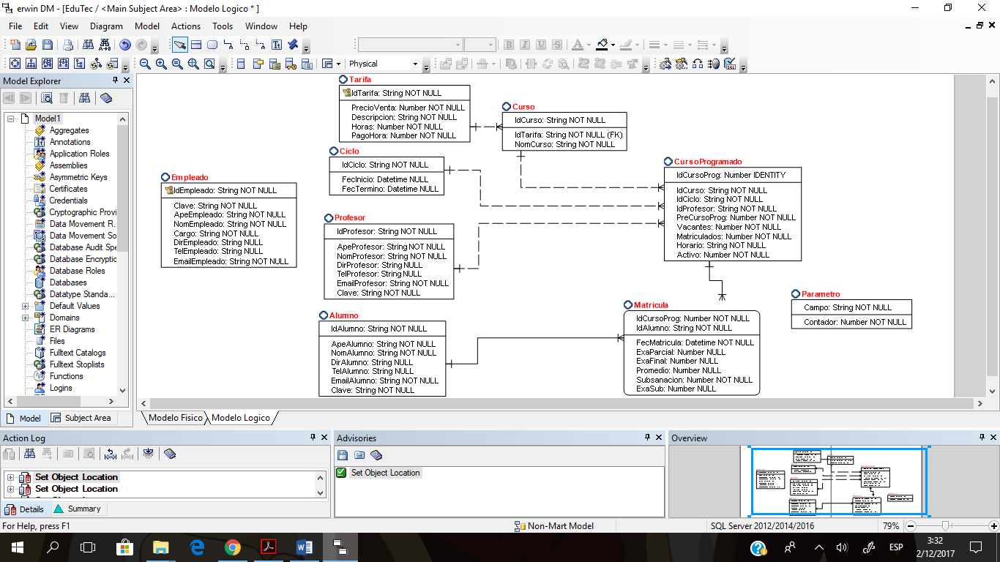 erwin DM - [EduTec / <Main Subject Area> : Modelo Logico * ]
File Edit View Diagram Model Actions Tools Window Help
Physical
Model Explorer
Model1
Aggregates
Annotations
Application Roles
Assemblies
Asymmetric Keys
Certificates
Credentials
Cryptographic Provi
Data Movement R.
Data Movement So
Database Audit Spe
Database Encryptic
Database Roles
Databases
Datatype Standa...
Default Values
Domains
ER Diagrams
Files
Fulltext Catalogs
Fulltext Stoplists
Functions
Logins
Model Subject Area
Tarifa
IdTarifa: String NOT NULL
PrecioVenta: Number NOT NULL
Descripcion: String NOT NULL
Horas: Number NOT NULL
PagoHora: Number NOT NULL
Curso
IdCurso: String NOT NULL
IdTarifa: String NOT NULL (FK)
NomCurso: String NOT NULL
Ciclo
IdCiclo: String NOT NULL
FecInicio: Datetime NULL
FecTermino: Datetime NULL
CursoProgramado
IdCursoProg: Number IDENTITY
IdCurso: String NOT NULL
IdCiclo: String NOT NULL
IdProfesor: String NOT NULL
PreCursoProg: Number NOT NULL
Vacantes: Number NOT NULL
Matriculados: Number NOT NULL
Horario: String NOT NULL
Activo: Number NOT NULL
Empleado
IdEmpleado: String NOT NULL
Clave: String NOT NULL
ApeEmpleado: String NOT NULL
NomEmpleado: String NOT NULL
Cargo: String NOT NULL
DirEmpleado: String NULL
TelEmpleado: String NULL
EmailEmpleado: String NOT NULL
Profesor
IdProfesor: String NOT NULL
ApeProfesor: String NOT NULL
NomProfesor: String NOT NULL
DirProfesor: String NULL
TelProfesor: String NULL
EmailProfesor: String NOT NULL
Clave: String NOT NULL
Parametro
Campo: String NOT NULL
Contador: Number NOT NULL
Matricula
IdCursoProg: Number NOT NULL
IdAlumno: String NOT NULL
FecMatricula: Datetime NOT NULL
ExaParcial: Number NULL
ExaFinal: Number NULL
Promedio: Number NULL
Subsanacion: Number NOT NULL
ExaSub: Number NULL
Alumno
IdAlumno: String NOT NULL
ApeAlumno: String NOT NULL
NomAlumno: String NOT NULL
DirAlumno: String NULL
TelAlumno: String NULL
EmailAlumno: String NOT NULL
Clave: String NOT NULL
Modelo Fisico Modelo Logico
Action Log
Set Object Location
Set Object Location
Details Summary
Advisories
Set Object Location
Overview
For Help, press F1
Non-Mart Model
SQL Server 2012/2014/2016
79%
ESP
3:32
2/12/2017